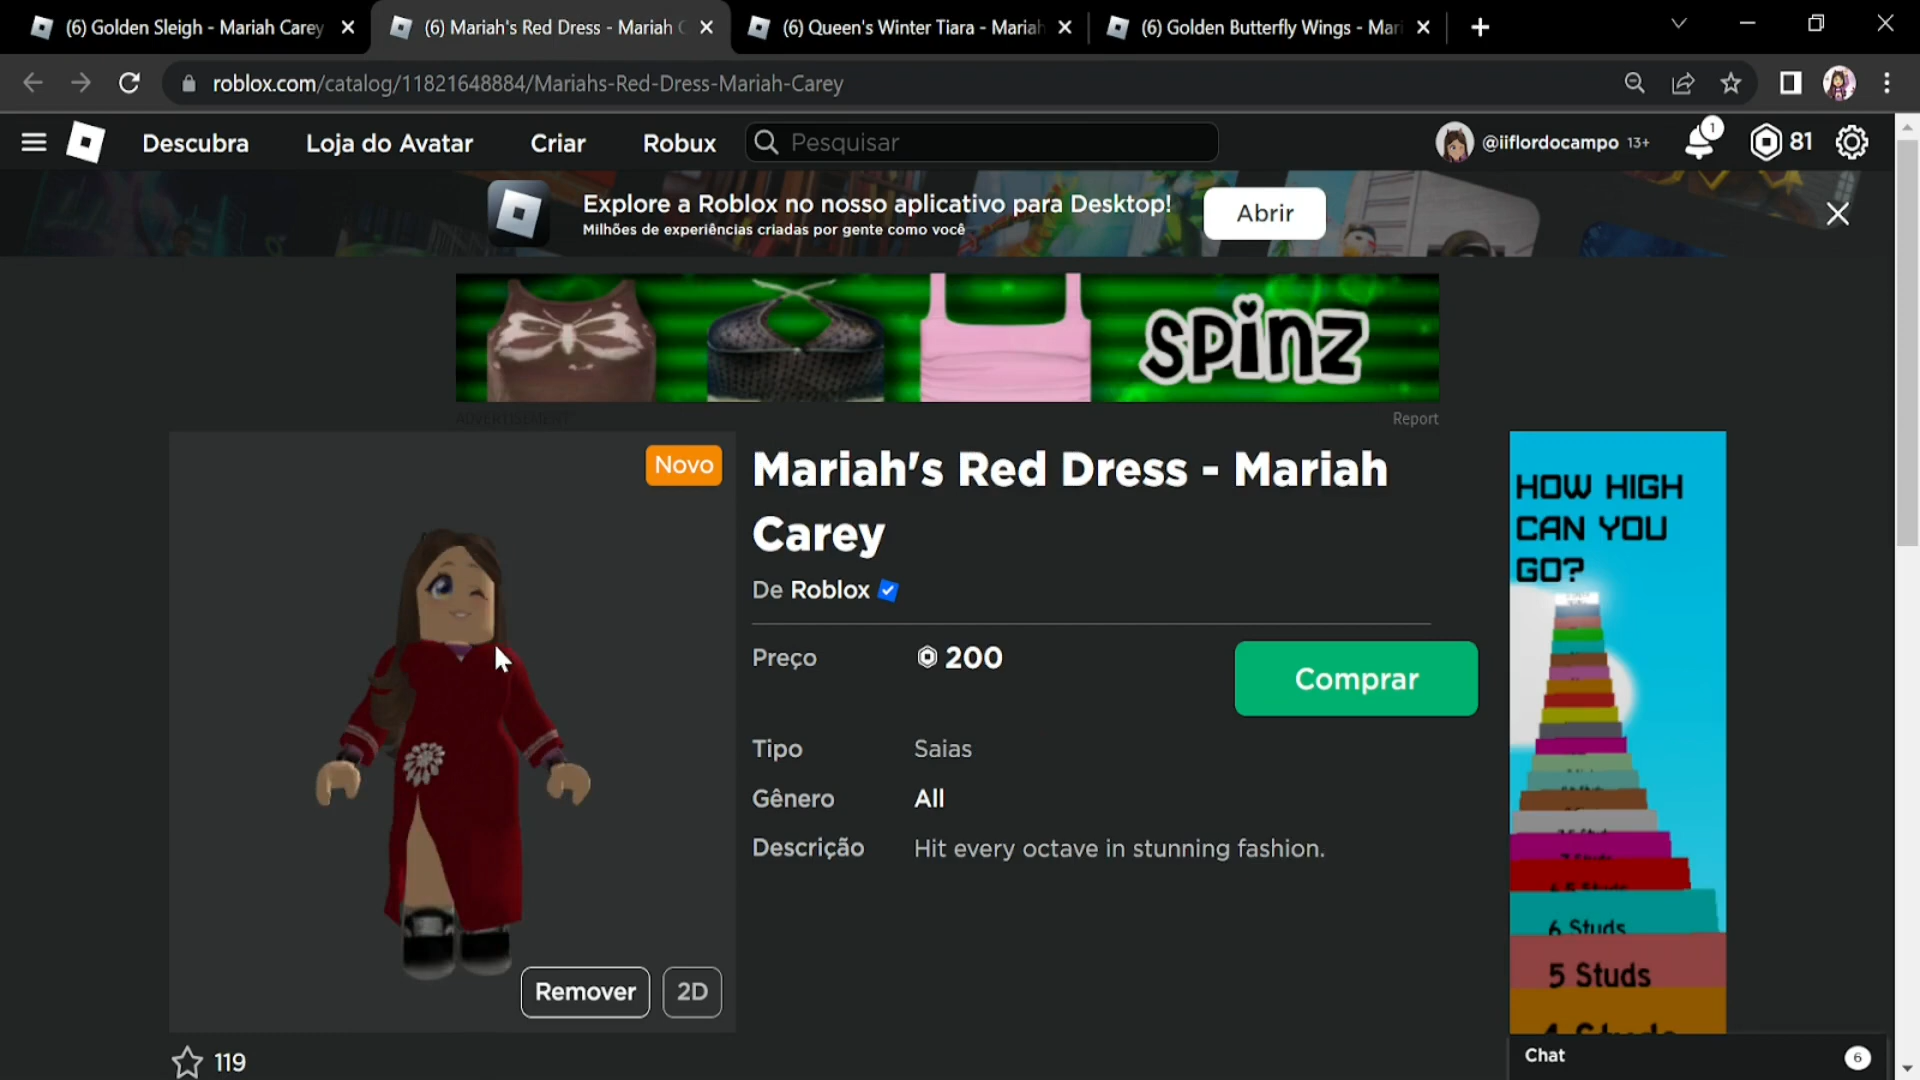 (6) Golden Sleigh - Mariah Carey
(6) Mariah's Red Dress - Mariah C
(6) Queen's Winter Tiara - Mariah
(6) Golden Butterfly Wings - Mari
roblox.com/catalog/11821648884/Mariahs-Red-Dress-Mariah-Carey
Descubra
Loja do Avatar
Criar
Robux
Pesquisar
@iiflordocampo 13+
1
81
Explore a Roblox no nosso aplicativo para Desktop!
Milhões de experiências criadas por gente como você
Abrir
SPiNZ
ADVERTISEMENT
Report
Novo
Mariah's Red Dress - Mariah
Carey
De Roblox
Preço
200
Comprar
Tipo
Saias
Gênero
All
Descrição
Hit every octave in stunning fashion.
Remover
2D
119
HOW HIGH
CAN YOU
GO?
6 Studs
5 Studs
4 Studs
Chat
6